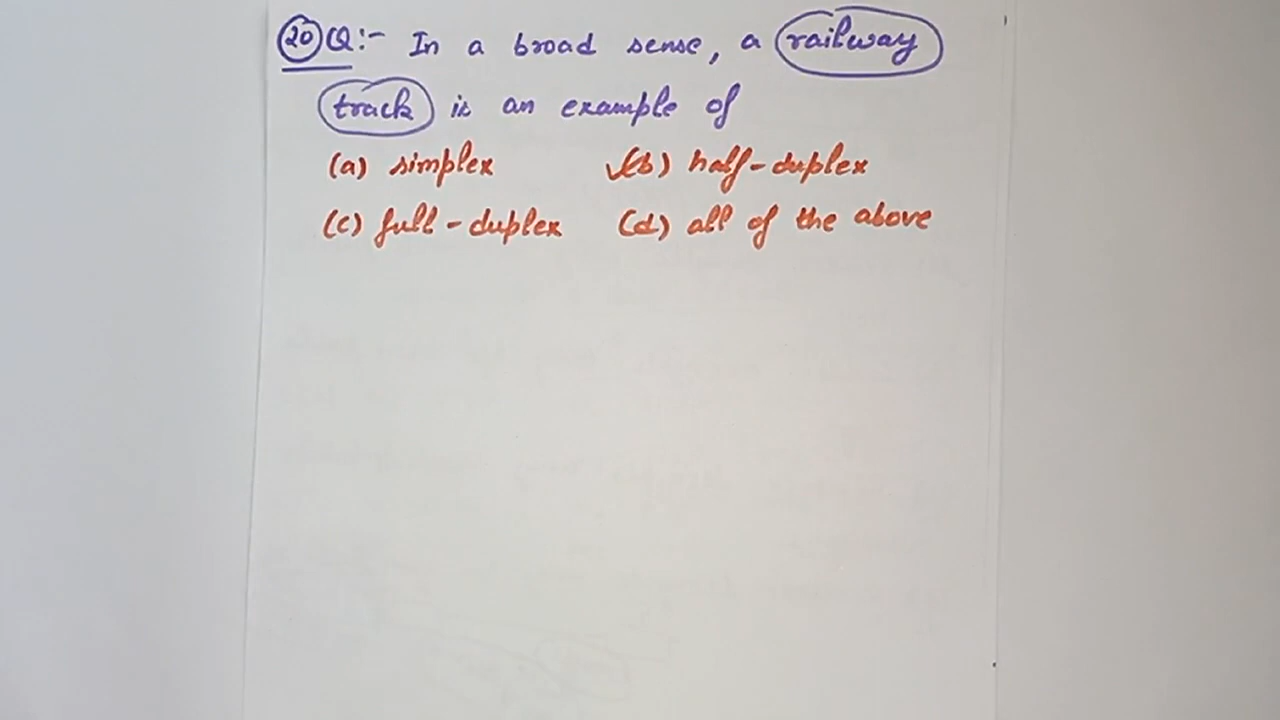 20 Q:- In a broad sense, a railway
track is an example of
(a) simplex ✓(b) half-duplex
(c) full-duplex (d) all of the above